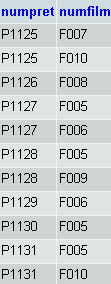 numpret numfilm
P1125 F007
P1125 F010
P1126 F008
P1127 F005
P1127 F006
P1128 F005
P1128 F009
P1129 F006
P1130 F005
P1131 F005
P1131 F010